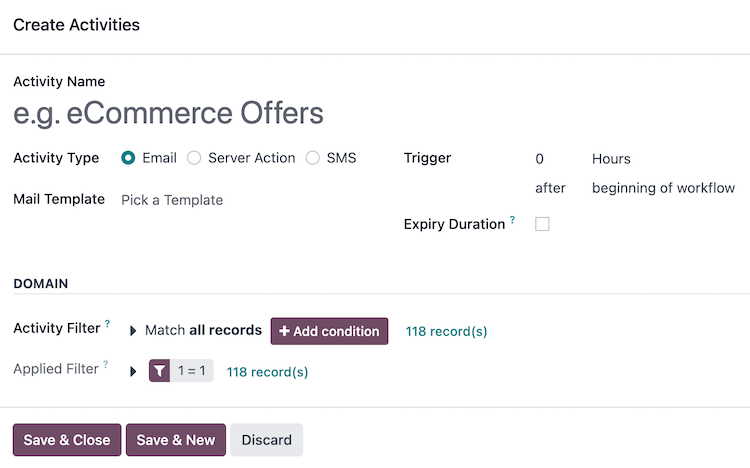 Create Activities
Activity Name
e.g. eCommerce Offers
Activity Type Email Server Action SMS Trigger 0 Hours
after beginning of workflow
Mail Template Pick a Template
Expiry Duration ?
DOMAIN
Activity Filter ? Match all records + Add condition 118 record(s)
Applied Filter ? 1 = 1 118 record(s)
Save & Close Save & New Discard